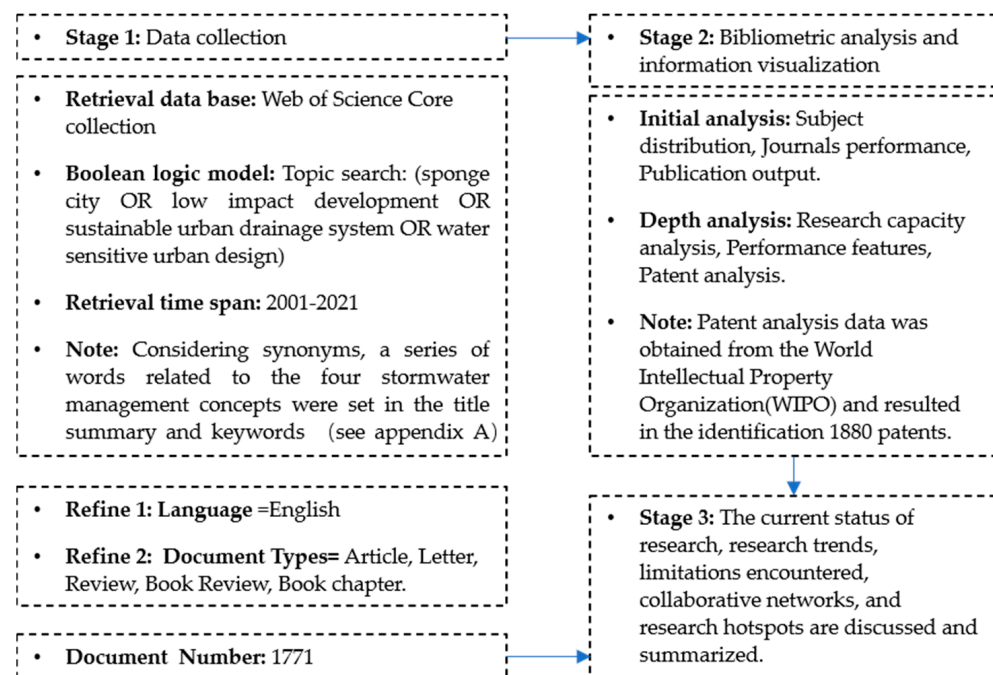 • Stage 1: Data collection
• Retrieval data base: Web of Science Core
collection
• Boolean logic model: Topic search: (sponge
city OR low impact development OR
sustainable urban drainage system OR water
sensitive urban design)
• Retrieval time span: 2001-2021
• Note: Considering synonyms, a series of
words related to the four stormwater
management concepts were set in the title
summary and keywords (see appendix A)
• Refine 1: Language =English
• Refine 2: Document Types= Article, Letter,
Review, Book Review, Book chapter.
• Document Number: 1771
• Stage 2: Bibliometric analysis and
information visualization
• Initial analysis: Subject
distribution, Journals performance,
Publication output.
• Depth analysis: Research capacity
analysis, Performance features,
Patent analysis.
• Note: Patent analysis data was
obtained from the World
Intellectual Property
Organization(WIPO) and resulted
in the identification 1880 patents.
• Stage 3: The current status of
research, research trends,
limitations encountered,
collaborative networks, and
research hotspots are discussed and
summarized.